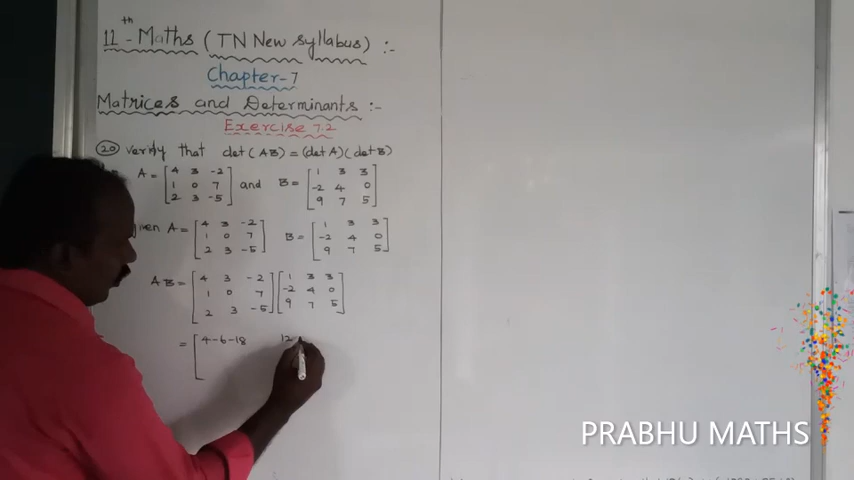 11th - Maths (TN New syllabus) :-
Chapter-7
Matrices and Determinants :-
Exercise 7.2
20 Verify that det(AB) = (det A)(det B)
A = [4 3 -2
1 0 7
2 3 -5] and B = [1 3 3
-2 4 0
9 7 5]
Given A = [4 3 -2
1 0 7
2 3 -5] B = [1 3 3
-2 4 0
9 7 5]
AB = [4 3 -2
1 0 7
2 3 -5] [1 3 3
-2 4 0
9 7 5]
= [4-6-18 12
PRABHU MATHS